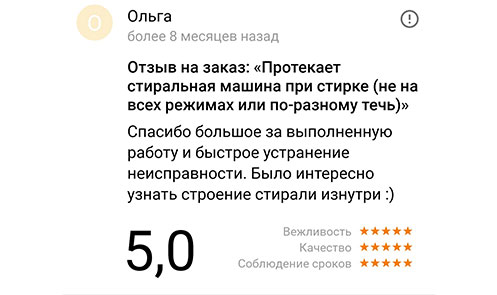 О
Ольга
более 8 месяцев назад
Отзыв на заказ: «Протекает
стиральная машина при стирке (не на
всех режимах или по-разному течь)»
Спасибо большое за выполненную
работу и быстрое устранение
неисправности. Было интересно
узнать строение стирали изнутри :)
5,0
Вежливость ★★★★★
Качество ★★★★★
Соблюдение сроков ★★★★★